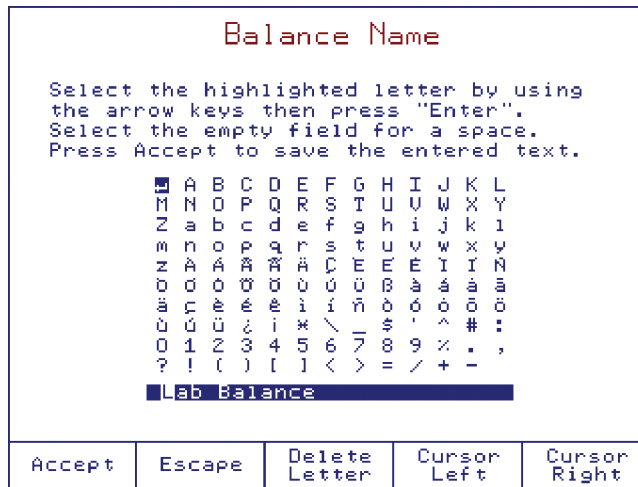 Balance Name
Select the highlighted letter by using
the arrow keys then press "Enter".
Select the empty field for a space.
Press Accept to save the entered text.
↵ A B C D E F G H I J K L
M N O P Q R S T U V W X Y
Z a b c d e f g h i j k l
m n o p q r s t u v w x y
0 1 2 3 4 5 6 7 8 9 % . ,
? ! ( ) [ ] < > = / + -
Lab Balance
Accept
Escape
Delete
Letter
Cursor
Left
Cursor
Right